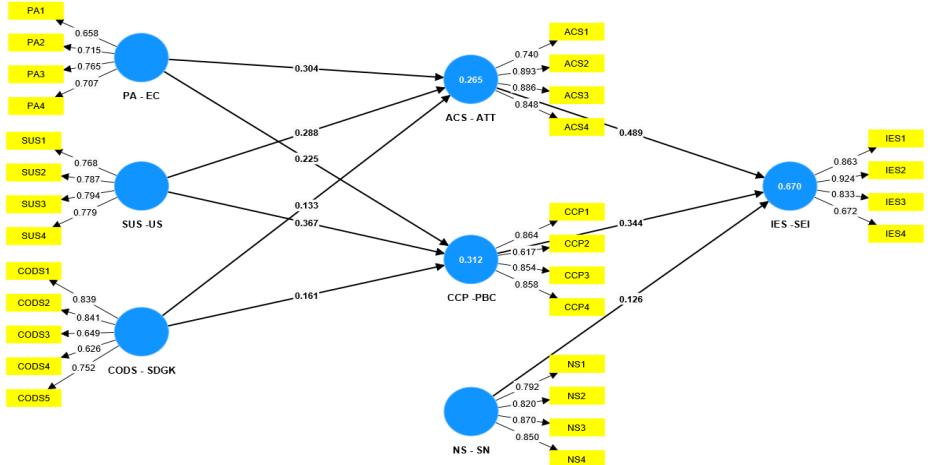 PA1
PA2
PA3
PA4
0.658
0.715
0.765
0.707
PA - EC
SUS1
SUS2
SUS3
SUS4
0.768
0.787
0.794
0.779
SUS -US
CODS1
CODS2
CODS3
CODS4
CODS5
0.839
0.841
0.649
0.626
0.752
CODS - SDGK
0.304
0.288
0.225
0.133
0.367
0.161
0.265
ACS - ATT
0.740
0.893
0.886
0.848
ACS1
ACS2
ACS3
ACS4
0.312
CCP -PBC
0.864
0.617
0.854
0.858
CCP1
CCP2
CCP3
CCP4
NS - SN
0.792
0.820
0.870
0.850
NS1
NS2
NS3
NS4
0.489
0.344
0.126
0.670
IES -SEI
0.863
0.924
0.833
0.672
IES1
IES2
IES3
IES4